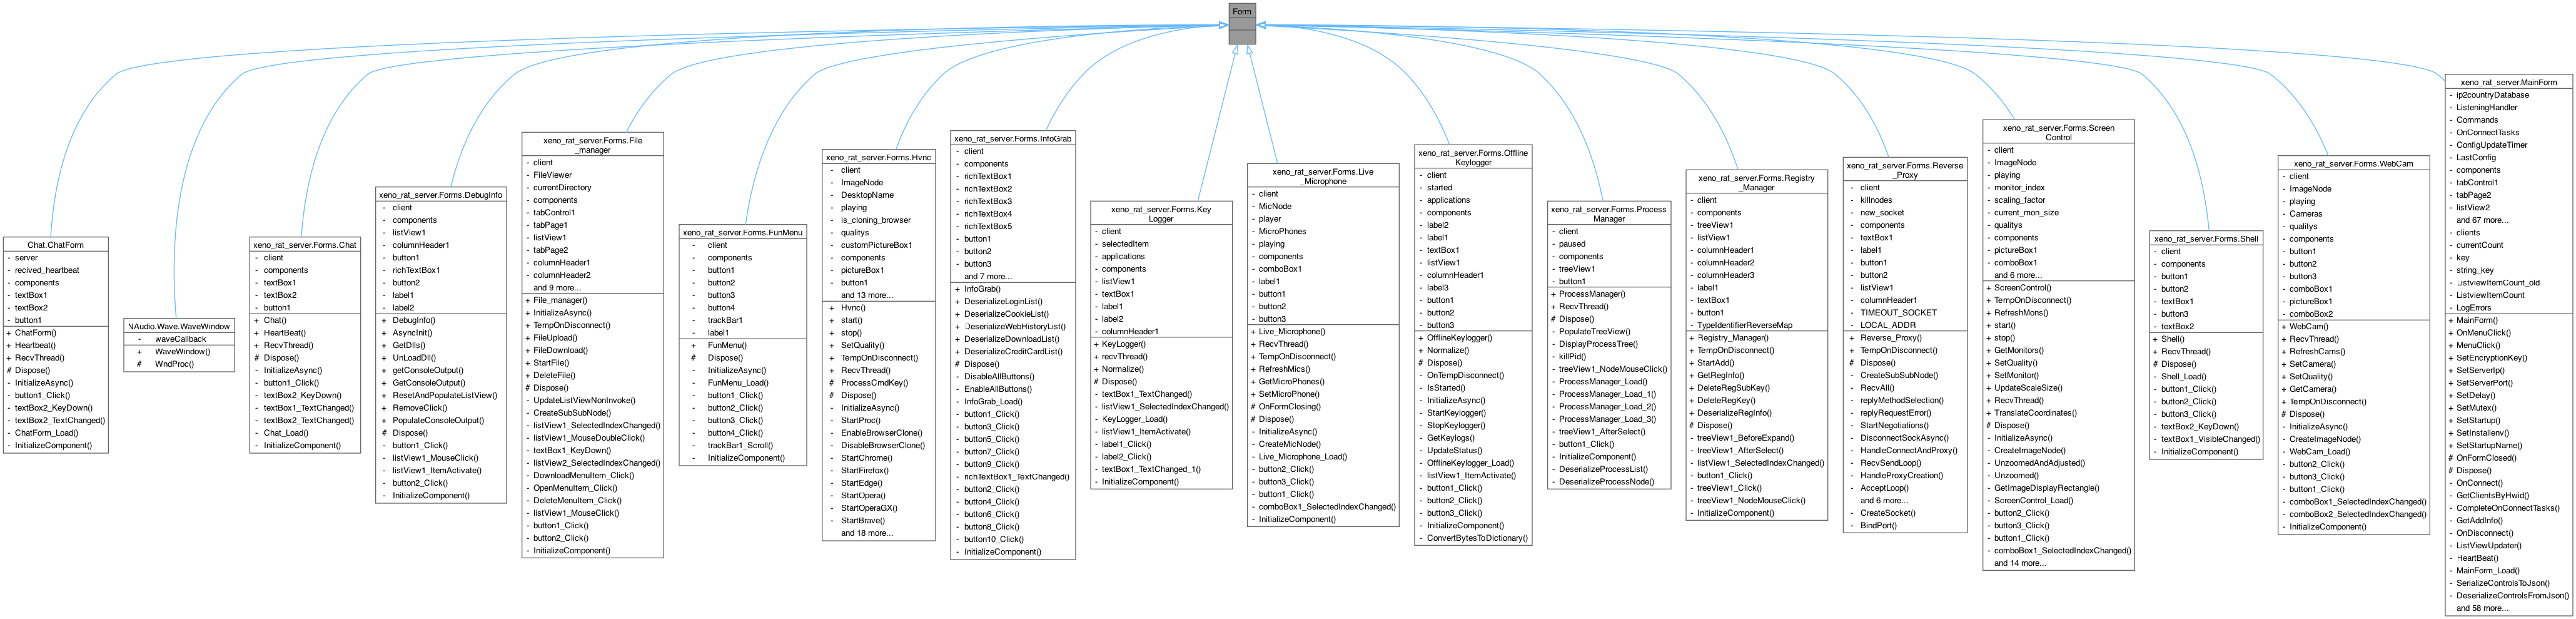 Form
Chat.ChatForm
- server
- recived_heartbeat
- components
- textBox1
- textBox2
- button1
+ ChatForm()
+ Heartbeat()
+ RecvThread()
# Dispose()
- InitializeAsync()
- button1_Click()
- textBox2_KeyDown()
- textBox2_TextChanged()
- ChatForm_Load()
- InitializeComponent()
NAudio.Wave.WaveWindow
- waveCallback
+ WaveWindow()
# WndProc()
xeno_rat_server.Forms.Chat
- client
- components
- textBox1
- textBox2
- button1
+ Chat()
+ HeartBeat()
+ RecvThread()
# Dispose()
- InitializeAsync()
- button1_Click()
- textBox2_KeyDown()
- textBox1_TextChanged()
- textBox2_TextChanged()
- Chat_Load()
- InitializeComponent()
xeno_rat_server.Forms.DebugInfo
- client
- components
- listView1
- columnHeader1
- button1
- richTextBox1
- button2
- label1
- label2
+ DebugInfo()
+ AsyncInit()
+ GetDlls()
+ UnLoadDll()
+ getConsoleOutput()
+ GetConsoleOutput()
+ ResetAndPopulateListView()
+ RemoveClick()
+ PopulateConsoleOutput()
# Dispose()
- button1_Click()
- listView1_MouseClick()
- listView1_ItemActivate()
- button2_Click()
- InitializeComponent()
xeno_rat_server.Forms.File
_manager
- client
- FileViewer
- currentDirectory
- components
- tabControl1
- tabPage1
- listView1
- tabPage2
- columnHeader1
- columnHeader2
and 9 more...
+ File_manager()
+ InitializeAsync()
+ TempOnDisconnect()
+ FileUpload()
+ FileDownload()
+ StartFile()
+ DeleteFile()
# Dispose()
- UpdateListViewNonInvoke()
- CreateSubSubNode()
- listView1_SelectedIndexChanged()
- listView1_MouseDoubleClick()
- textBox1_KeyDown()
- listView2_SelectedIndexChanged()
- DownloadMenuItem_Click()
- OpenMenuItem_Click()
- DeleteMenuItem_Click()
- listView1_MouseClick()
- button1_Click()
- button2_Click()
- InitializeComponent()
xeno_rat_server.Forms.FunMenu
- client
- components
- button1
- button2
- button3
- button4
- trackBar1
- label1
+ FunMenu()
# Dispose()
- InitializeAsync()
- FunMenu_Load()
- button1_Click()
- button2_Click()
- button3_Click()
- button4_Click()
- trackBar1_Scroll()
- InitializeComponent()
xeno_rat_server.Forms.Hvnc
- client
- ImageNode
- DesktopName
- playing
- is_cloning_browser
- qualitys
- customPictureBox1
- components
- pictureBox1
- button1
and 13 more...
+ Hvnc()
+ start()
+ stop()
+ SetQuality()
+ TempOnDisconnect()
+ RecvThread()
# ProcessCmdKey()
# Dispose()
- InitializeAsync()
- StartProc()
- EnableBrowserClone()
- DisableBrowserClone()
- StartChrome()
- StartFirefox()
- StartEdge()
- StartOpera()
- StartOperaGX()
- StartBrave()
and 18 more...
xeno_rat_server.Forms.InfoGrab
- client
- components
- richTextBox1
- richTextBox2
- richTextBox3
- richTextBox4
- richTextBox5
- button1
- button2
- button3
and 7 more...
+ InfoGrab()
+ DeserializeLoginList()
+ DeserializeCookieList()
+ DeserializeWebHistoryList()
+ DeserializeDownloadList()
+ DeserializeCreditCardList()
# Dispose()
- DisableAllButtons()
- EnableAllButtons()
- InfoGrab_Load()
- button1_Click()
- button3_Click()
- button5_Click()
- button7_Click()
- button9_Click()
- richTextBox1_TextChanged()
- button2_Click()
- button4_Click()
- button6_Click()
- button8_Click()
- button10_Click()
- InitializeComponent()
xeno_rat_server.Forms.Key
Logger
- client
- selectedItem
- applications
- components
- listView1
- textBox1
- label1
- label2
- columnHeader1
+ KeyLogger()
+ recvThread()
+ Normalize()
# Dispose()
- textBox1_TextChanged()
- listView1_SelectedIndexChanged()
- KeyLogger_Load()
- listView1_ItemActivate()
- label1_Click()
- label2_Click()
- textBox1_TextChanged_1()
- InitializeComponent()
xeno_rat_server.Forms.Live
_Microphone
- client
- MicNode
- player
- MicroPhones
- playing
- components
- comboBox1
- label1
- button1
- button2
- button3
+ Live_Microphone()
+ RecvThread()
+ TempOnDisconnect()
+ RefreshMics()
+ GetMicroPhones()
+ SetMicroPhone()
# OnFormClosing()
# Dispose()
- InitializeAsync()
- CreateMicNode()
- Live_Microphone_Load()
- button2_Click()
- button3_Click()
- button1_Click()
- comboBox1_SelectedIndexChanged()
- InitializeComponent()
xeno_rat_server.Forms.Offline
Keylogger
- client
- started
- applications
- components
- label2
- label1
- textBox1
- listView1
- columnHeader1
- label3
- button1
- button2
- button3
+ OfflineKeylogger()
+ Normalize()
# Dispose()
- OnTempDisconnect()
- IsStarted()
- InitializeAsync()
- StartKeylogger()
- StopKeylogger()
- GetKeylogs()
- UpdateStatus()
- OfflineKeylogger_Load()
- listView1_ItemActivate()
- button1_Click()
- button2_Click()
- button3_Click()
- InitializeComponent()
- ConvertBytesToDictionary()
xeno_rat_server.Forms.Process
Manager
- client
- paused
- components
- treeView1
- button1
+ ProcessManager()
+ RecvThread()
# Dispose()
- PopulateTreeView()
- DisplayProcessTree()
- killPid()
- treeView1_NodeMouseClick()
- ProcessManager_Load()
- ProcessManager_Load_1()
- ProcessManager_Load_2()
- ProcessManager_Load_3()
- treeView1_AfterSelect()
- button1_Click()
- InitializeComponent()
- DeserializeProcessList()
- DeserializeProcessNode()
xeno_rat_server.Forms.Registry
_Manager
- client
- components
- treeView1
- listView1
- columnHeader1
- columnHeader2
- columnHeader3
- label1
- textBox1
- button1
- TypeIdentifierReverseMap
+ Registry_Manager()
+ TempOnDisconnect()
+ StartAdd()
+ GetRegInfo()
+ DeleteRegSubKey()
+ DeleteRegKey()
+ DeserializeRegInfo()
# Dispose()
- treeView1_BeforeExpand()
- treeView1_AfterSelect()
- listView1_SelectedIndexChanged()
- button1_Click()
- treeView1_Click()
- treeView1_NodeMouseClick()
- InitializeComponent()
xeno_rat_server.Forms.Reverse
_Proxy
- client
- killnodes
- new_socket
- components
- textBox1
- label1
- button1
- button2
- listView1
- columnHeader1
- TIMEOUT_SOCKET
- LOCAL_ADDR
+ Reverse_Proxy()
+ TempOnDisconnect()
# Dispose()
- CreateSubSubNode()
- RecvAll()
- replyMethodSelection()
- replyRequestError()
- StartNegotiations()
- DisconnectSockAsync()
- HandleConnectAndProxy()
- RecvSendLoop()
- HandleProxyCreation()
- AcceptLoop()
and 6 more...
- CreateSocket()
- BindPort()
xeno_rat_server.Forms.Screen
Control
- client
- ImageNode
- playing
- monitor_index
- scaling_factor
- current_mon_size
- qualitys
- components
- pictureBox1
- comboBox1
and 6 more...
+ ScreenControl()
+ TempOnDisconnect()
+ RefreshMons()
+ start()
+ stop()
+ GetMonitors()
+ SetQuality()
+ SetMonitor()
+ UpdateScaleSize()
+ RecvThread()
+ TranslateCoordinates()
# Dispose()
- InitializeAsync()
- CreateImageNode()
- UnzoomedAndAdjusted()
- Unzoomed()
- GetImageDisplayRectangle()
- ScreenControl_Load()
- button2_Click()
- button3_Click()
- button1_Click()
- comboBox1_SelectedIndexChanged()
and 14 more...
xeno_rat_server.Forms.Shell
- client
- components
- button1
- button2
- textBox1
- button3
- textBox2
+ Shell()
+ RecvThread()
# Dispose()
- Shell_Load()
- button1_Click()
- button2_Click()
- button3_Click()
- textBox2_KeyDown()
- textBox1_VisibleChanged()
- InitializeComponent()
xeno_rat_server.Forms.WebCam
- client
- ImageNode
- playing
- Cameras
- qualitys
- components
- button1
- button2
- button3
- comboBox1
- pictureBox1
- comboBox2
+ WebCam()
+ RecvThread()
+ RefreshCams()
+ SetCamera()
+ SetQuality()
+ GetCamera()
+ TempOnDisconnect()
# Dispose()
- InitializeAsync()
- CreateImageNode()
- WebCam_Load()
- button2_Click()
- button3_Click()
- button1_Click()
- comboBox1_SelectedIndexChanged()
- comboBox2_SelectedIndexChanged()
- InitializeComponent()
xeno_rat_server.MainForm
- ip2countryDatabase
- ListeningHandler
- Commands
- OnConnectTasks
- ConfigUpdateTimer
- LastConfig
- components
- tabControl1
- tabPage2
- listView2
and 67 more...
- clients
- currentCount
- key
- string_key
- ListviewItemCount_old
- ListviewItemCount
- LogErrors
+ MainForm()
+ OnMenuClick()
+ MenuClick()
+ SetEncryptionKey()
+ SetServerIp()
+ SetServerPort()
+ SetDelay()
+ SetMutex()
+ SetStartup()
+ SetInstallenv()
+ SetStartupName()
# OnFormClosed()
# Dispose()
- OnConnect()
- GetClientsByHwid()
- CompleteOnConnectTasks()
- GetAddInfo()
- OnDisconnect()
- ListViewUpdater()
- HeartBeat()
- MainForm_Load()
- SerializeControlsToJson()
- DeserializeControlsFromJson()
and 58 more...